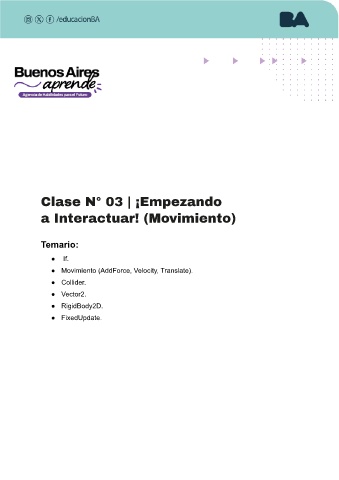 /educacionBA
BA
Buenos Aires
aprende
Agencia de Habilidades para el Futuro
Clase N° 03 | ¡Empezando
a Interactuar! (Movimiento)
Temario:
● If.
● Movimiento (AddForce, Velocity, Translate).
● Collider.
● Vector2.
● RigidBody2D.
● FixedUpdate.